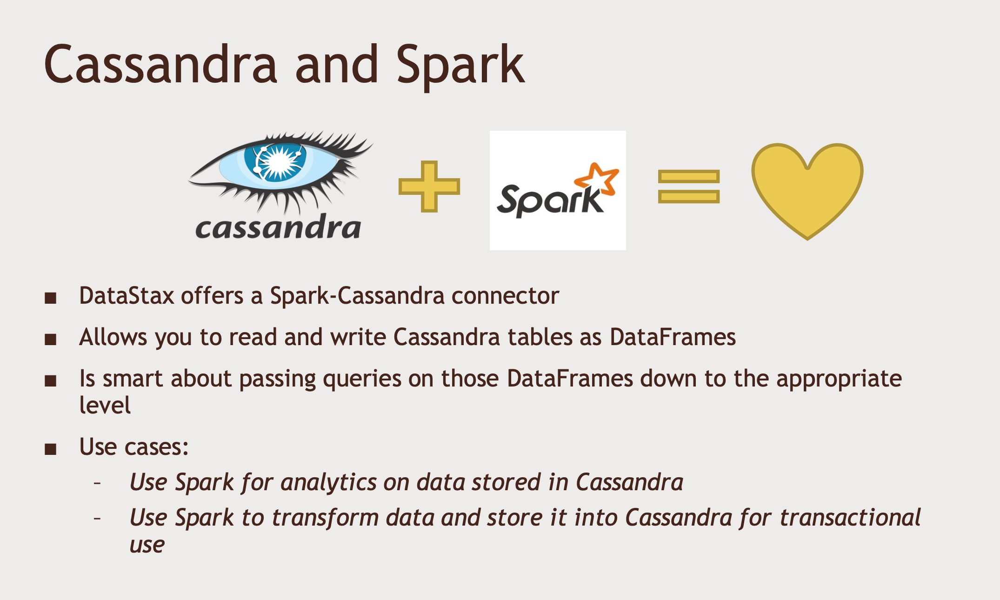 Cassandra and Spark
cassandra
Spark
■ DataStax offers a Spark-Cassandra connector
■ Allows you to read and write Cassandra tables as DataFrames
■ Is smart about passing queries on those DataFrames down to the appropriate
level
■ Use cases:
– Use Spark for analytics on data stored in Cassandra
– Use Spark to transform data and store it into Cassandra for transactional
use